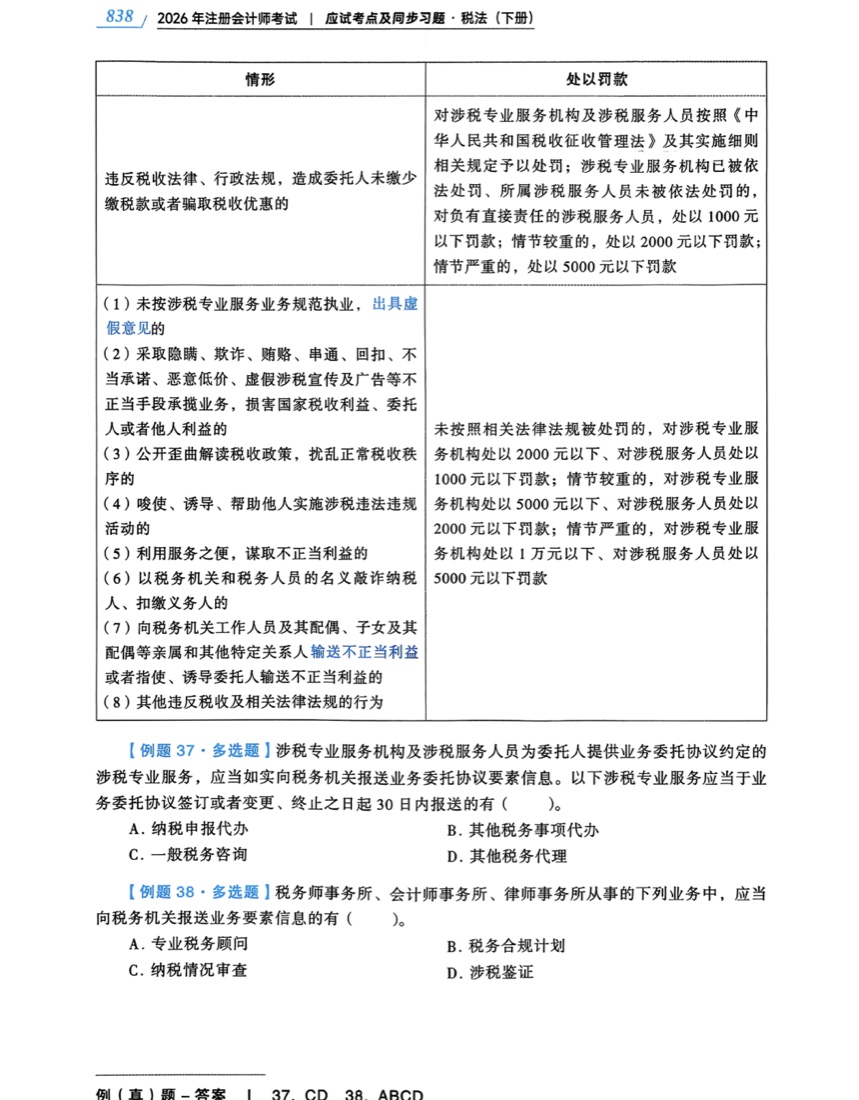 838 2026年注册会计师考试 | 应试考点及同步习题·税法（下册）
情形
处以罚款
违反税收法律、行政法规，造成委托人未缴少
缴税款或者骗取税收优惠的
对涉税专业服务机构及涉税服务人员按照《中
华人民共和国税收征收管理法》及其实施细则
相关规定予以处罚；涉税专业服务机构已被依
法处罚、所属涉税服务人员未被依法处罚的，
对负有直接责任的涉税服务人员，处以1000元
以下罚款；情节较重的，处以2000元以下罚款；
情节严重的，处以5000元以下罚款
（1）未按涉税专业服务业务规范执业，出具虚
假意见的
（2）采取隐瞒、欺诈、贿赂、串通、回扣、不
当承诺、恶意低价、虚假涉税宣传及广告等不
正当手段承揽业务，损害国家税收利益、委托
人或者他人利益的
（3）公开歪曲解读税收政策，扰乱正常税收秩
序的
（4）唆使、诱导、帮助他人实施涉税违法违规
活动的
（5）利用服务之便，谋取不正当利益的
（6）以税务机关和税务人员的名义敲诈纳税
人、扣缴义务人的
（7）向税务机关工作人员及其配偶、子女及其
配偶等亲属和其他特定关系人输送不正当利益
或者指使、诱导委托人输送不正当利益的
（8）其他违反税收及相关法律法规的行为
未按照相关法律法规被处罚的，对涉税专业服
务机构处以2000元以下、对涉税服务人员处以
1000元以下罚款；情节较重的，对涉税专业服
务机构处以5000元以下、对涉税服务人员处以
2000元以下罚款；情节严重的，对涉税专业服
务机构处以1万元以下、对涉税服务人员处以
5000元以下罚款
【例题37·多选题】涉税专业服务机构及涉税服务人员为委托人提供业务委托协议约定的
涉税专业服务，应当如实向税务机关报送业务委托协议要素信息。以下涉税专业服务应当于业
务委托协议签订或者变更、终止之日起30日内报送的有（　　）。
A. 纳税申报代办 B. 其他税务事项代办
C. 一般税务咨询 D. 其他税务代理
【例题38·多选题】税务师事务所、会计师事务所、律师事务所从事的下列业务中，应当
向税务机关报送业务要素信息的有（　　）。
A. 专业税务顾问 B. 税务合规计划
C. 纳税情况审查 D. 涉税鉴证
例（真）题－答案 | 37. CD 38. ABCD